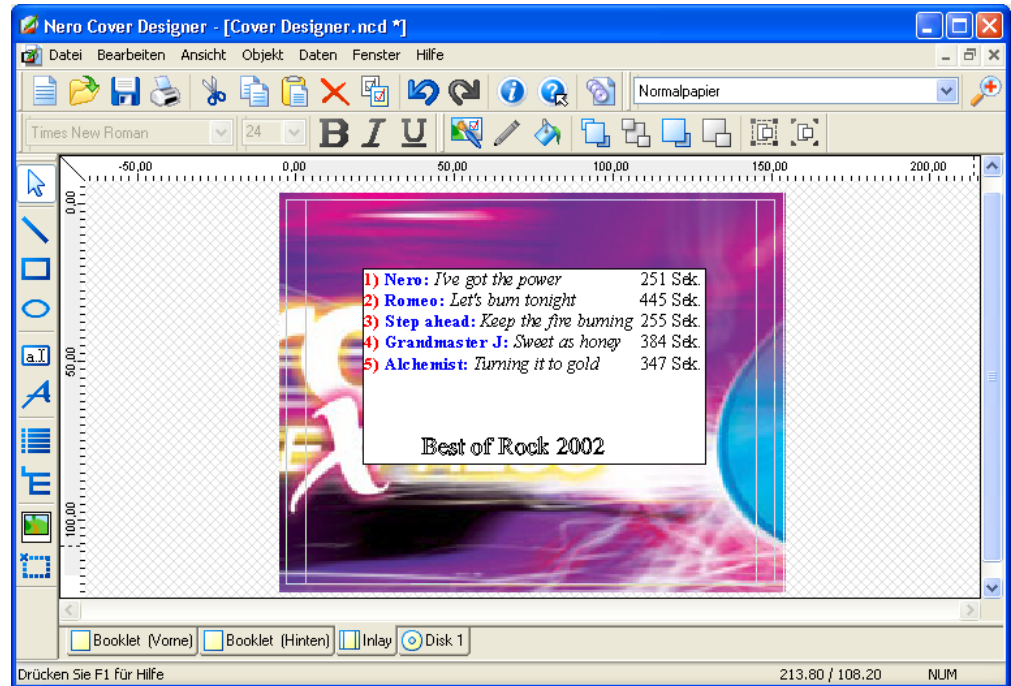 Nero Cover Designer - [Cover Designer.ncd *]
Datei Bearbeiten Ansicht Objekt Daten Fenster Hilfe
Normalpapier
Times New Roman 24 B I U
-50,00 0,00 50,00 100,00 150,00 200,00
0,00
50,00
100,00
a.I
A
1) Nero: I've got the power 251 Sek.
2) Romeo: Let's burn tonight 445 Sek.
3) Step ahead: Keep the fire burning 255 Sek.
4) Grandmaster J: Sweet as honey 384 Sek.
5) Alchemist: Turning it to gold 347 Sek.
Best of Rock 2002
Booklet (Vorne) Booklet (Hinten) Inlay Disk 1
Drücken Sie F1 für Hilfe 213.80 / 108.20 NUM